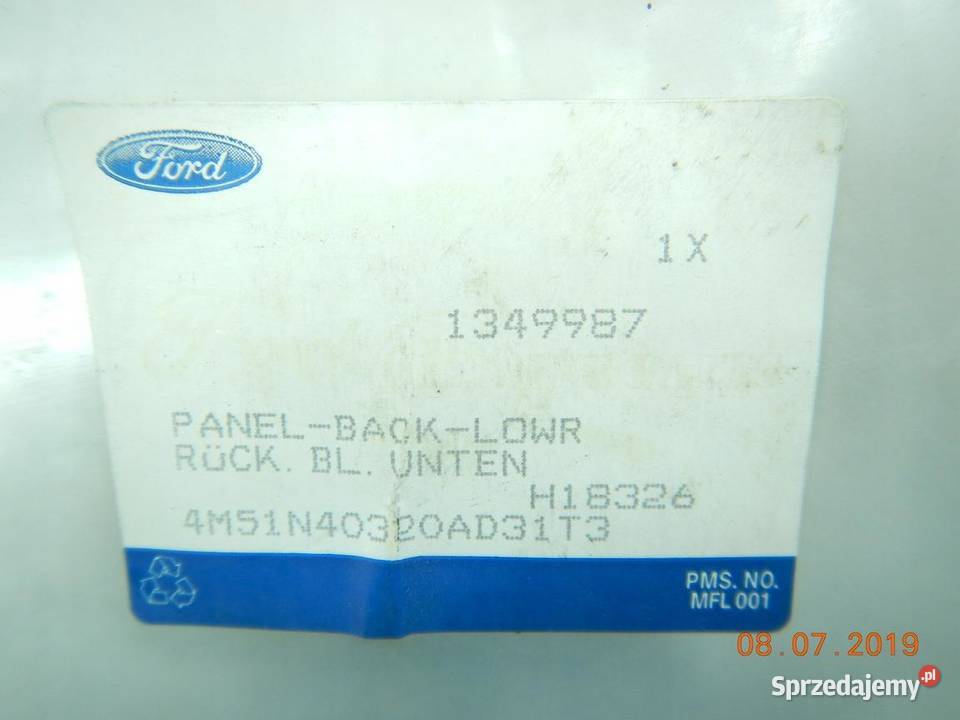 Ford
1X
1349987
PANEL-BACK-LOWR
RÜCK. BL. UNTEN
H18326
4M51N40320AD31T3
PMS. NO.
MFL 001
08.07.2019
Sprzedajemy.pl